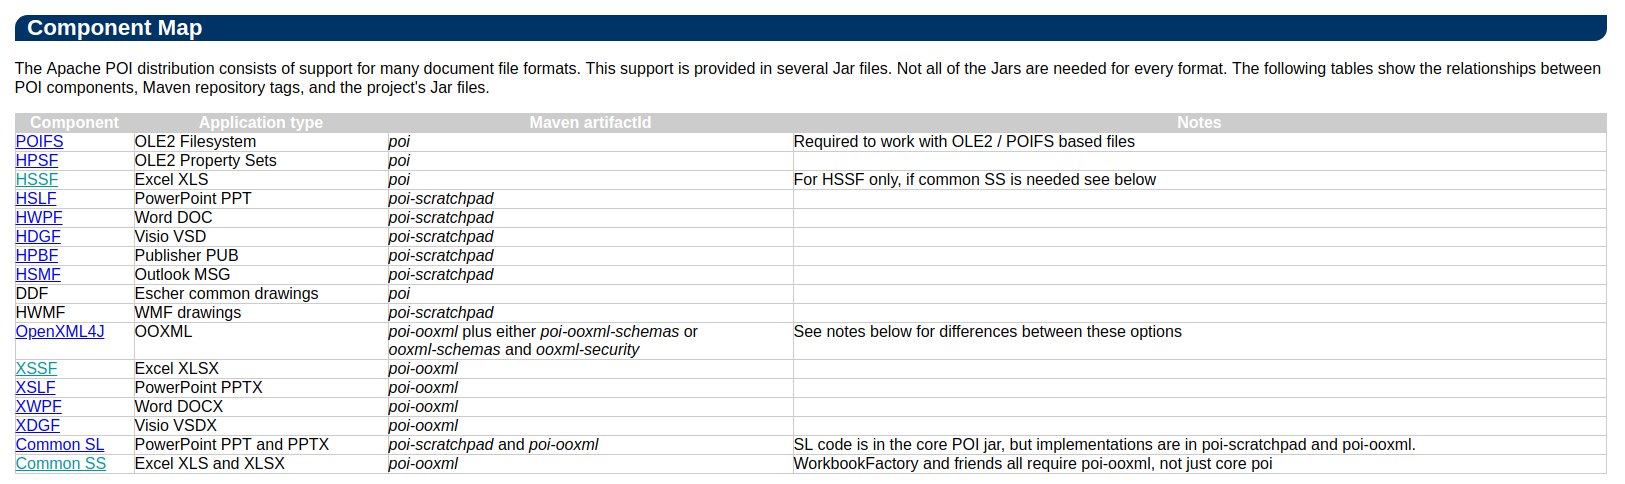 Component Map
The Apache POI distribution consists of support for many document file formats. This support is provided in several Jar files. Not all of the Jars are needed for every format. The following tables show the relationships between
POI components, Maven repository tags, and the project's Jar files.
Component Application type Maven artifactId Notes
POIFS OLE2 Filesystem poi Required to work with OLE2 / POIFS based files
HPSF OLE2 Property Sets poi
HSSF Excel XLS poi For HSSF only, if common SS is needed see below
HSLF PowerPoint PPT poi-scratchpad
HWPF Word DOC poi-scratchpad
HDGF Visio VSD poi-scratchpad
HPBF Publisher PUB poi-scratchpad
HSMF Outlook MSG poi-scratchpad
DDF Escher common drawings poi
HWMF WMF drawings poi-scratchpad
OpenXML4J OOXML poi-ooxml plus either poi-ooxml-schemas or See notes below for differences between these options
ooxml-schemas and ooxml-security
XSSF Excel XLSX poi-ooxml
XSLF PowerPoint PPTX poi-ooxml
XWPF Word DOCX poi-ooxml
XDGF Visio VSDX poi-ooxml
Common SL PowerPoint PPT and PPTX poi-scratchpad and poi-ooxml SL code is in the core POI jar, but implementations are in poi-scratchpad and poi-ooxml.
Common SS Excel XLS and XLSX poi-ooxml WorkbookFactory and friends all require poi-ooxml, not just core poi